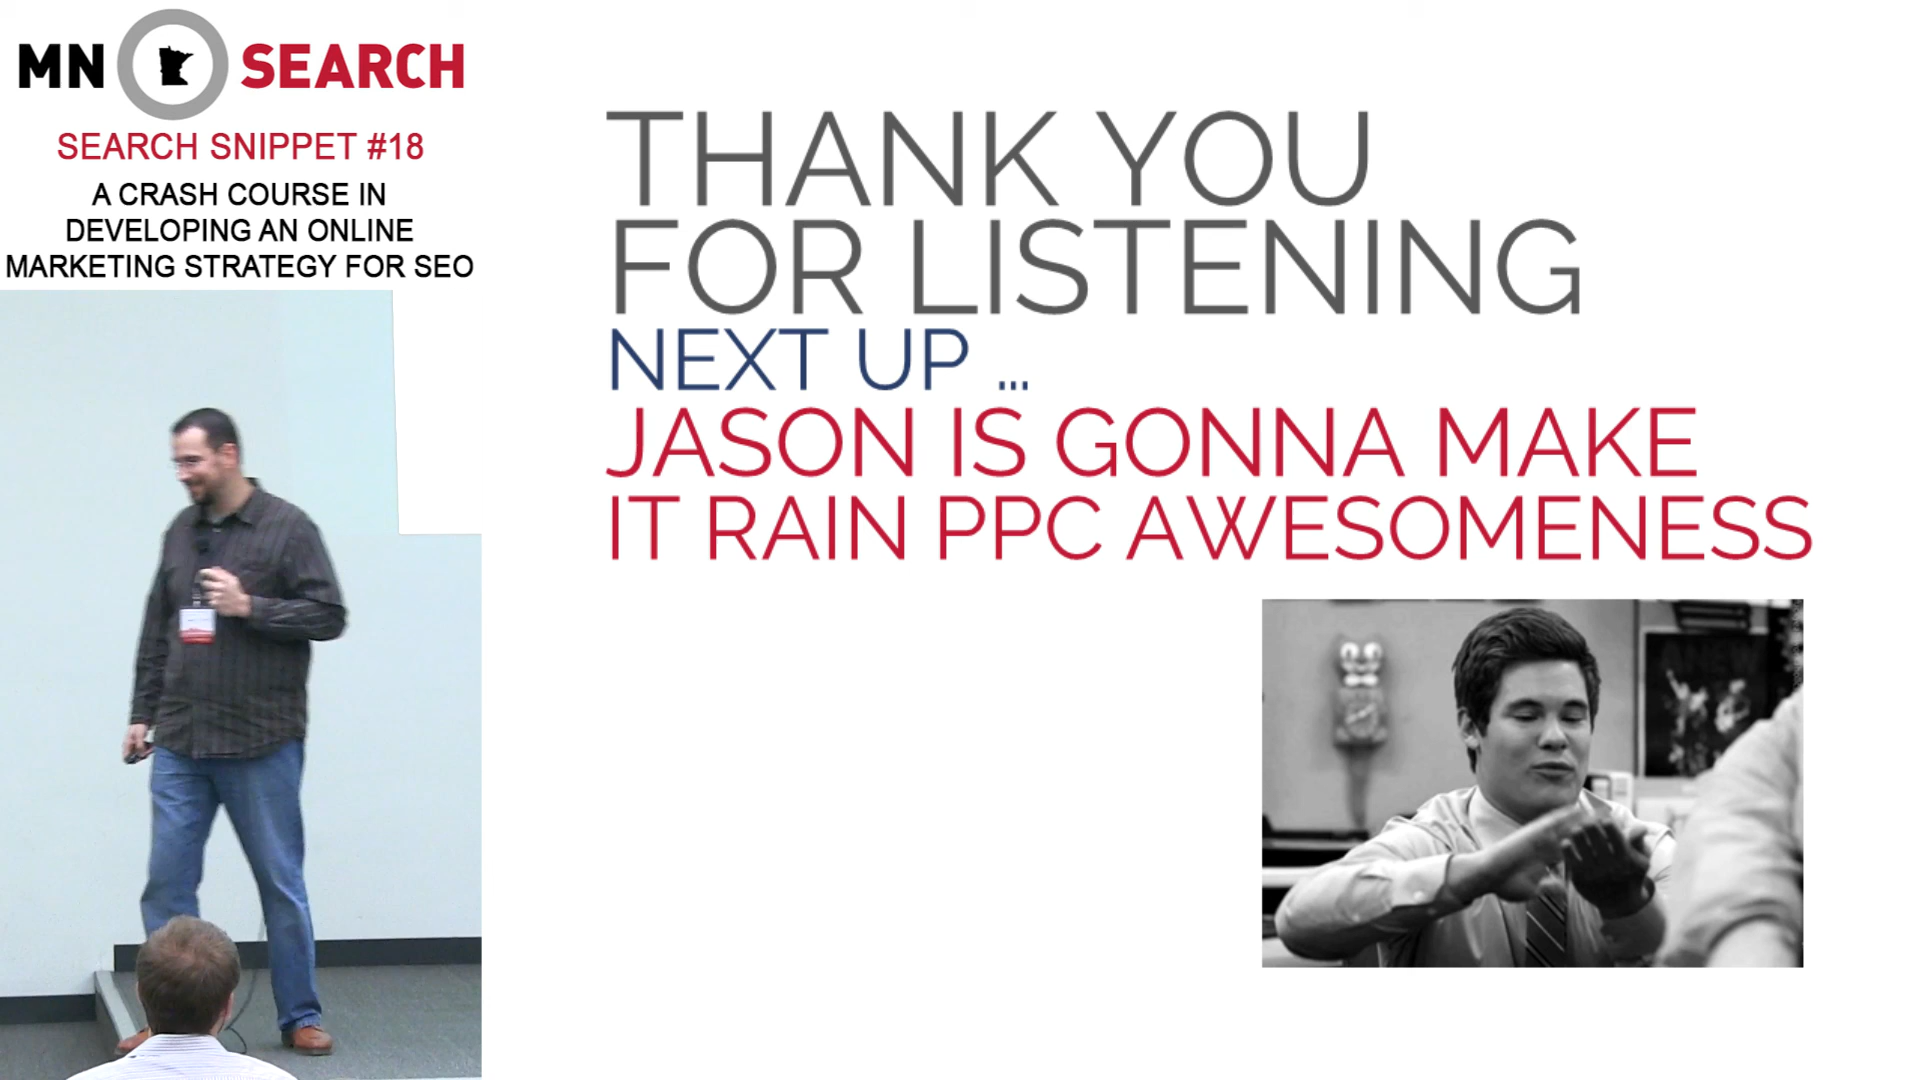 MN SEARCH
SEARCH SNIPPET #18
A CRASH COURSE IN
DEVELOPING AN ONLINE
MARKETING STRATEGY FOR SEO
THANK YOU
FOR LISTENING
NEXT UP ...
JASON IS GONNA MAKE
IT RAIN PPC AWESOMENESS